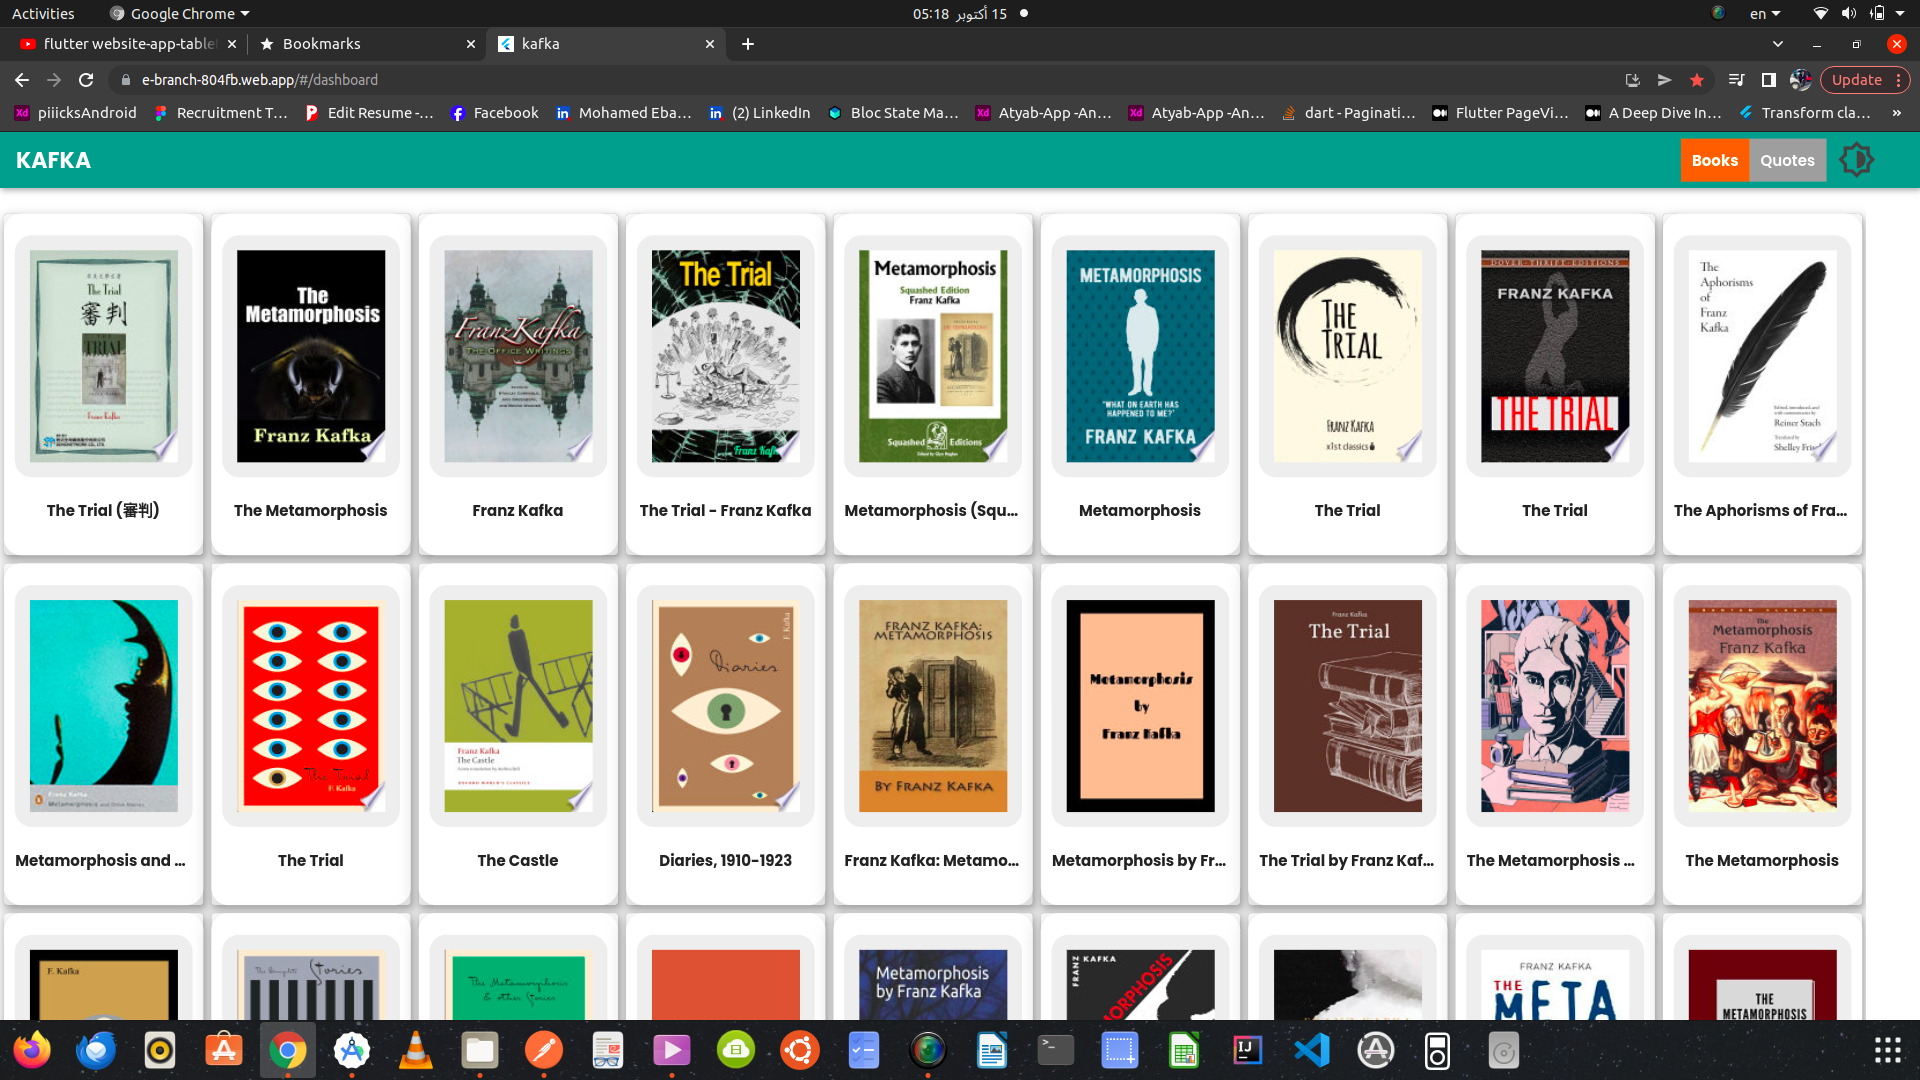 Activities
Google Chrome
05:18 15 أكتوبر
en
flutter website-app-table
Bookmarks
kafka
e-branch-804fb.web.app/#/dashboard
Update
piiicksAndroid
Recruitment T...
Edit Resume -...
Facebook
Mohamed Eba...
(2) LinkedIn
Bloc State Ma...
Atyab-App -An...
Atyab-App -An...
dart - Paginati...
Flutter PageVi...
A Deep Dive In...
Transform cla...
»
KAFKA
Books
Quotes
The Trial
審判
THE TRIAL
Franz Kafka
The
Metamorphosis
Franz Kafka
Franz Kafka
THE OFFICE WRITINGS
The Trial
Metamorphosis
Squashed Edition
Franz Kafka
Squashed Editions
METAMORPHOSIS
"WHAT ON EARTH HAS
HAPPENED TO ME?"
FRANZ KAFKA
THE
TRIAL
FRANZ KAFKA
x1st classics
DOVER · THRIFT · EDITIONS
FRANZ KAFKA
THE TRIAL
The
Aphorisms
of
Franz
Kafka
Reiner Stach
Translated by
Shelley
The Trial (審判)
The Metamorphosis
Franz Kafka
The Trial - Franz Kafka
Metamorphosis (Squ...
Metamorphosis
The Trial
The Trial
The Aphorisms of Fra...
Franz Kafka
Metamorphosis and Other Stories
The Trial
F. Kafka
Franz Kafka
The Castle
OXFORD WORLD'S CLASSICS
F. Kafka
Diaries
FRANZ KAFKA:
METAMORPHOSIS
BY FRANZ KAFKA
Metamorphosis
by
Franz Kafka
Franz Kafka
The Trial
BANTAM CLASSIC
The
Metamorphosis
Franz Kafka
Metamorphosis and ...
The Trial
The Castle
Diaries, 1910-1923
Franz Kafka: Metamo...
Metamorphosis by Fr...
The Trial by Franz Kaf...
The Metamorphosis ...
The Metamorphosis
F. Kafka
The Complete Stories
The Metamorphosis
& other Stories
Metamorphosis
by Franz Kafka
FRANZ KAFKA
MORPHOSIS
FRANZ KAFKA
THE
META
THE
METAMORPHOSIS